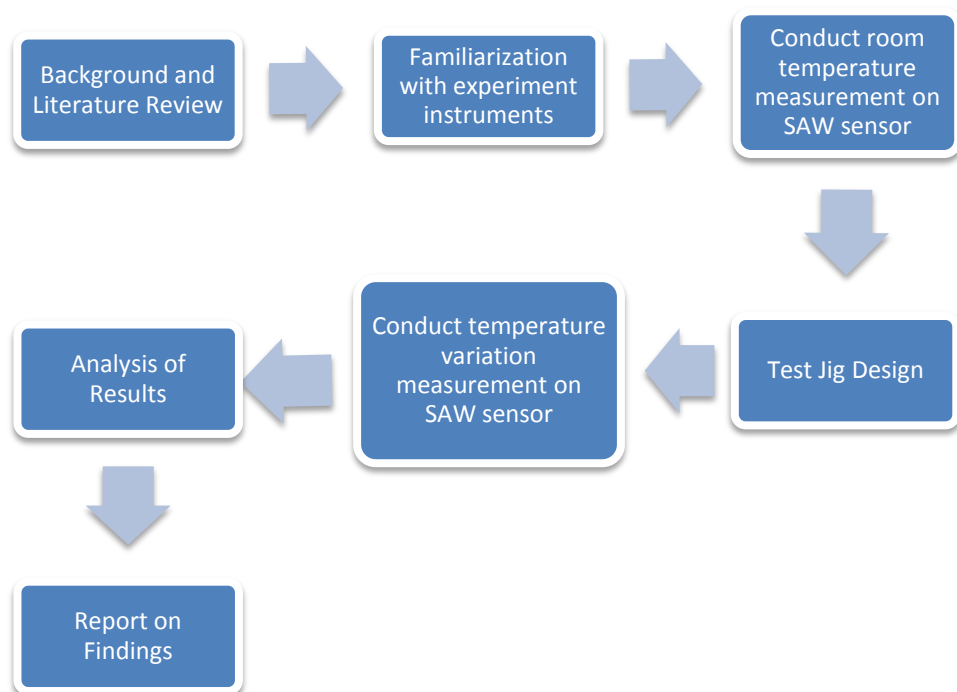 Background and
Literature Review
Familiarization
with experiment
instruments
Conduct room
temperature
measurement on
SAW sensor
Test Jig Design
Conduct temperature
variation
measurement on
SAW sensor
Analysis of
Results
Report on
Findings